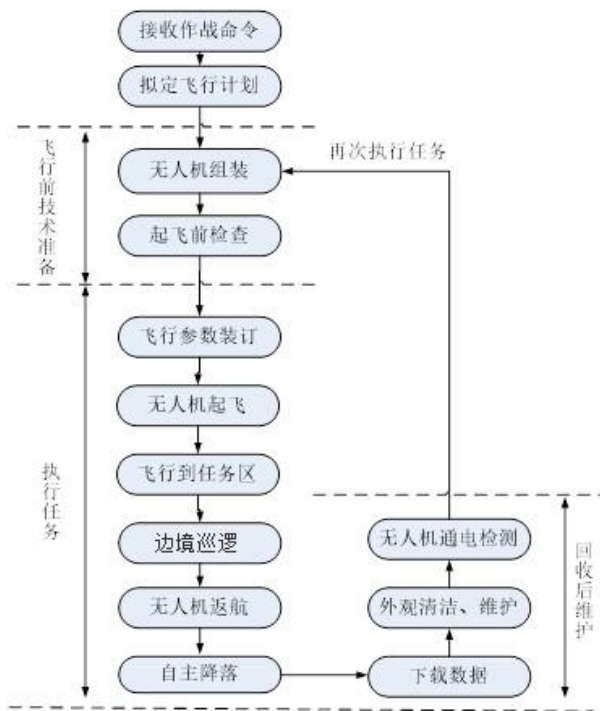 接收作战命令
拟定飞行计划
飞行前技术准备
再次执行任务
无人机组装
起飞前检查
执行任务
飞行参数装订
无人机起飞
飞行到任务区
边境巡逻
无人机返航
自主降落
下载数据
外观清洁、维护
无人机通电检测
回收后维护